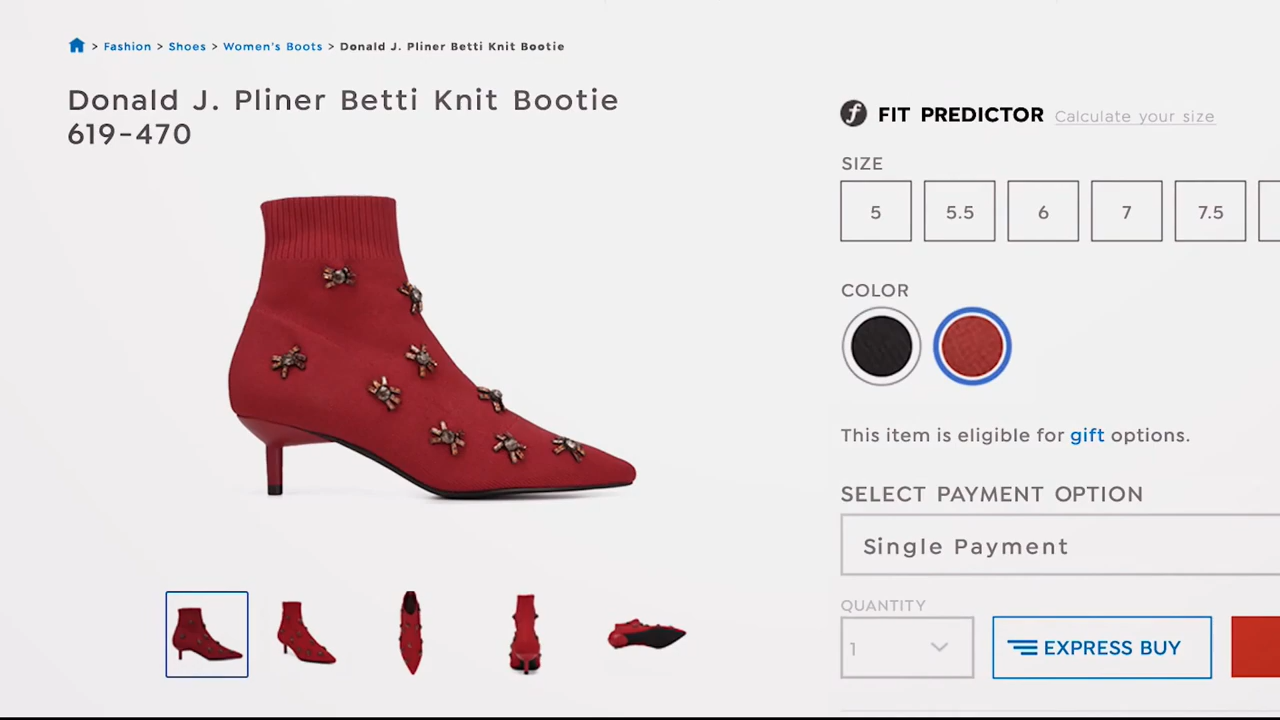 > Fashion > Shoes > Women's Boots > Donald J. Pliner Betti Knit Bootie
Donald J. Pliner Betti Knit Bootie
619-470
f FIT PREDICTOR Calculate your size
SIZE
5 5.5 6 7 7.5
COLOR
This item is eligible for gift options.
SELECT PAYMENT OPTION
Single Payment
QUANTITY
1
EXPRESS BUY